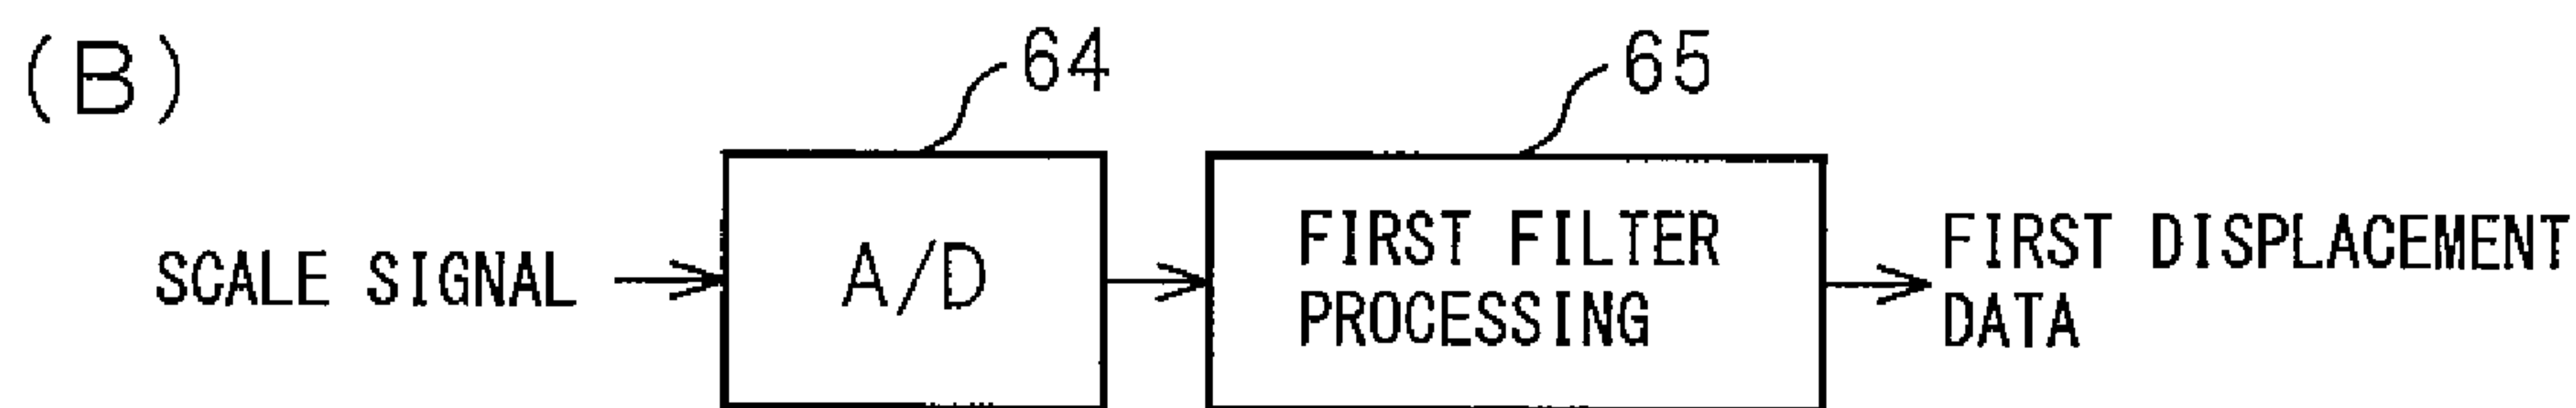 (B)
64
65
SCALE SIGNAL
A/D
FIRST FILTER
PROCESSING
FIRST DISPLACEMENT
DATA